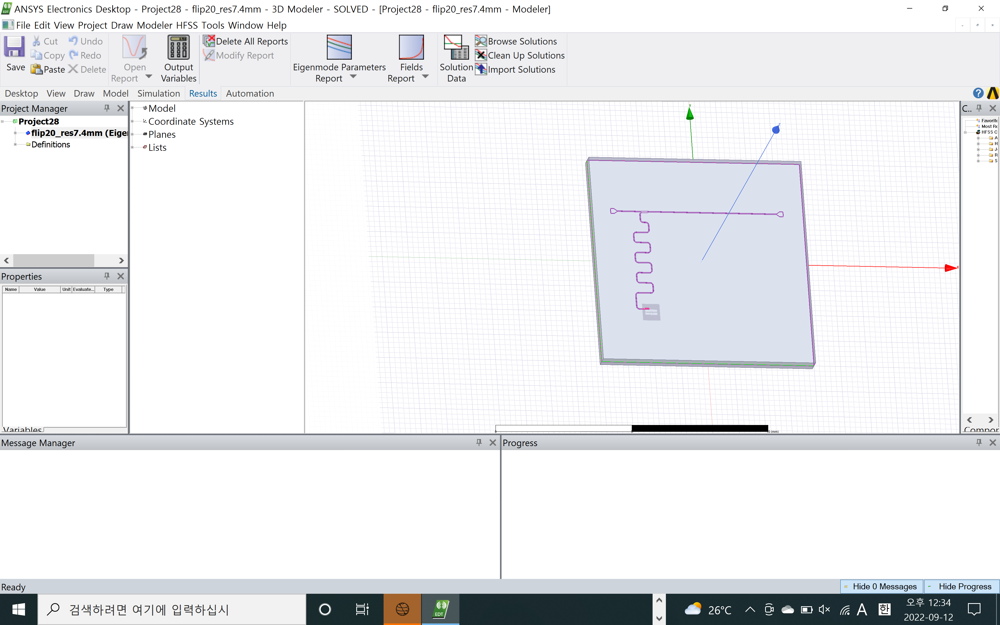 ANSYS Electronics Desktop - Project28 - flip20_res7.4mm - 3D Modeler - SOLVED - [Project28 - flip20_res7.4mm - Modeler]
File Edit View Project Draw Modeler HFSS Tools Window Help
Save
Cut
Copy
Paste
Undo
Redo
Delete
Open
Report
Output
Variables
Delete All Reports
Modify Report
Eigenmode Parameters
Report
Fields
Report
Solution
Data
Browse Solutions
Clean Up Solutions
Import Solutions
Desktop View Draw Model Simulation Results Automation
Project Manager
Project28
flip20_res7.4mm (Eige
Definitions
Properties
Name Value Unit Evaluate... Type
Variables
Model
Coordinate Systems
Planes
Lists
Y
Z
X
0
5
10 (mm)
C..
Favorite
Most Re
HFSS C
A
H
J
R
S
Compor
Message Manager
Progress
Ready
Hide 0 Messages
Hide Progress
검색하려면 여기에 입력하십시
EDT
26°C
A
한
오후 12:34
2022-09-12